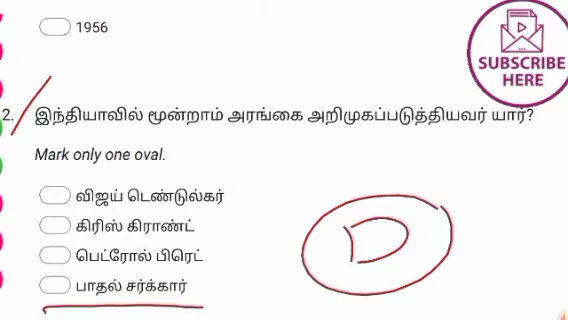 1956
SUBSCRIBE
HERE
2. இந்தியாவில் மூன்றாம் அரங்கை அறிமுகப்படுத்தியவர் யார்?
Mark only one oval.
விஜய் டெண்டுல்கர்
கிரிஸ் கிராண்ட்
பெட்ரோல் பிரெட்
பாதல் சர்க்கார்
D